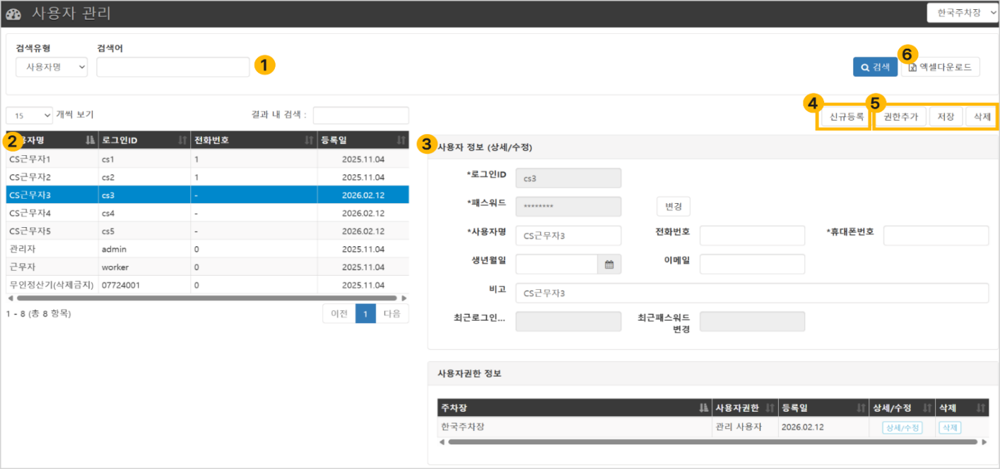 사용자 관리
한국주차장
검색유형 검색어
사용자명
1
6
검색 엑셀다운로드
15 개씩 보기 결과 내 검색 :
4 신규등록 5 권한추가 저장 삭제
2 용자명 로그인ID 전화번호 등록일
CS근무자1 cs1 1 2025.11.04
CS근무자2 cs2 1 2025.11.04
CS근무자3 cs3 - 2026.02.12
CS근무자4 cs4 - 2026.02.12
CS근무자5 cs5 - 2026.02.12
관리자 admin 0 2025.11.04
근무자 worker 0 2025.11.04
무인정산기(삭제금지) 07724001 0 2025.11.04
1 - 8 (총 8 항목) 이전 1 다음
3 사용자 정보 (상세/수정)
*로그인ID cs3
*패스워드 ******** 변경
*사용자명 CS근무자3 전화번호 *휴대폰번호
생년월일 이메일
비고 CS근무자3
최근로그인... 최근패스워드
변경
사용자권한 정보
주차장 사용자권한 등록일 상세/수정 삭제
한국주차장 관리 사용자 2026.02.12 상세/수정 삭제